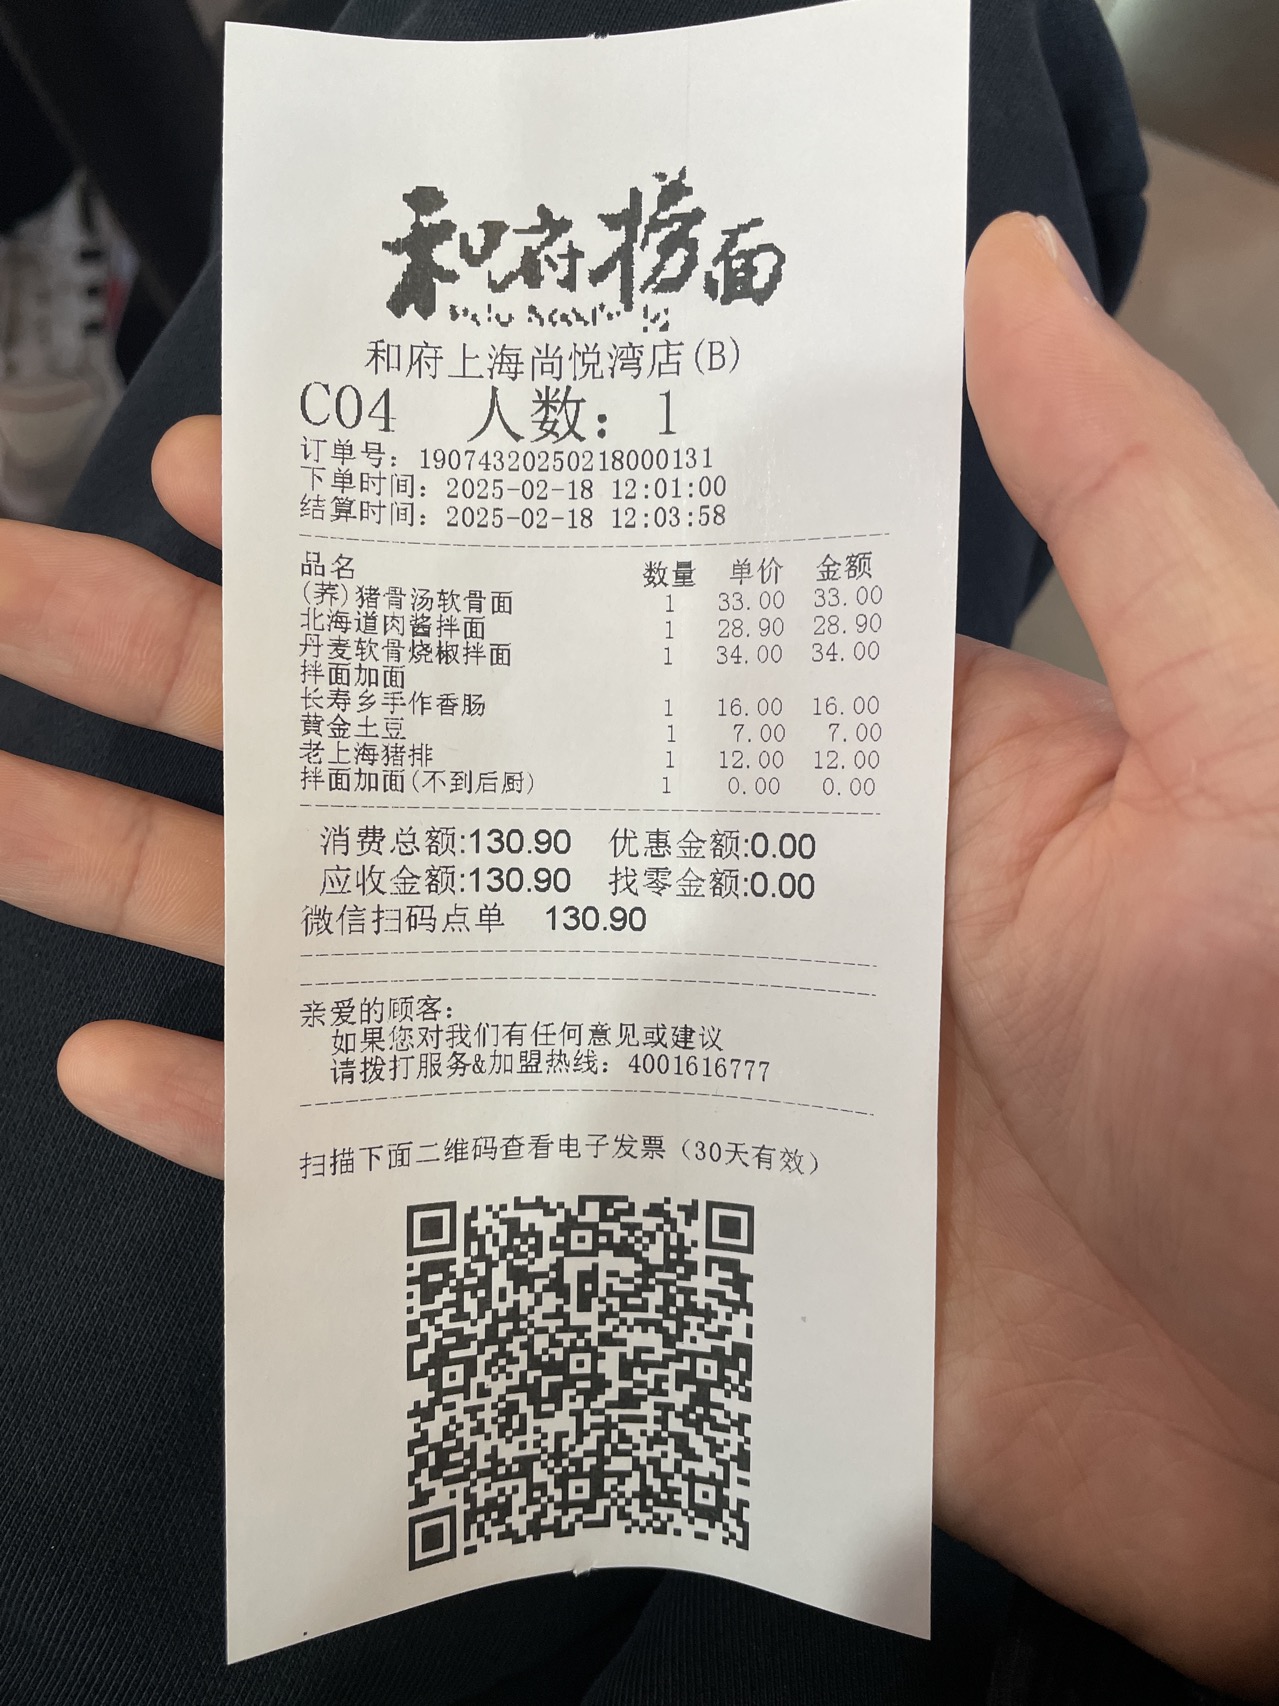 和府捞面
和府上海尚悦湾店(B)
C04 人数：1
订单号：19074320250218000131
下单时间：2025-02-18 12:01:00
结算时间：2025-02-18 12:03:58
品名 数量 单价 金额
(荞)猪骨汤软骨面 1 33.00 33.00
北海道肉酱拌面 1 28.90 28.90
丹麦软骨烧椒拌面 1 34.00 34.00
拌面加面
长寿乡手作香肠 1 16.00 16.00
黄金土豆 1 7.00 7.00
老上海猪排 1 12.00 12.00
拌面加面(不到后厨) 1 0.00 0.00
消费总额:130.90 优惠金额:0.00
应收金额:130.90 找零金额:0.00
微信扫码点单 130.90
亲爱的顾客：
如果您对我们有任何意见或建议
请拨打服务&加盟热线：4001616777
扫描下面二维码查看电子发票（30天有效）